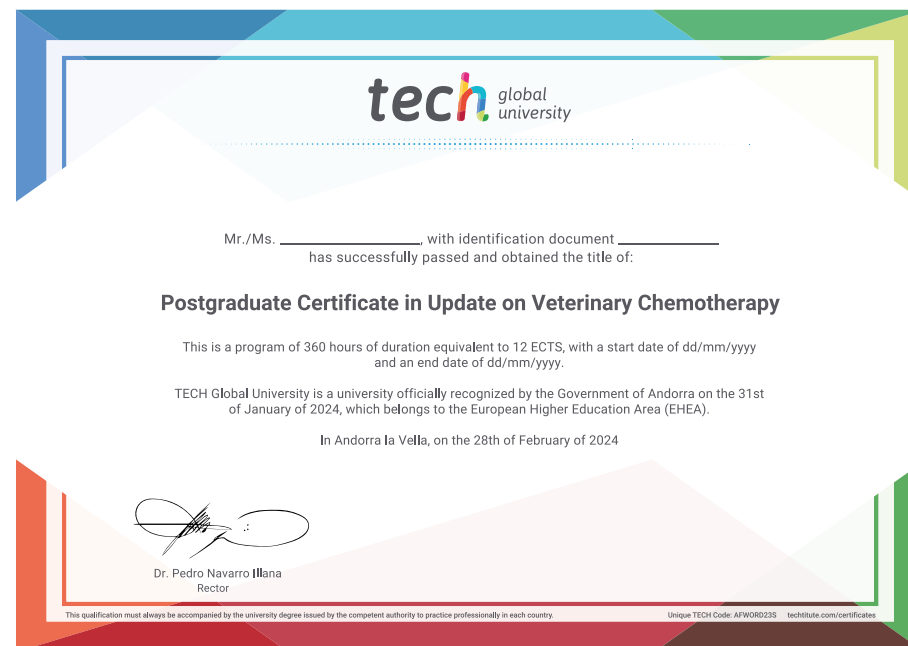 tech global
university
Mr./Ms. ____________________, with identification document ______________
has successfully passed and obtained the title of:
Postgraduate Certificate in Update on Veterinary Chemotherapy
This is a program of 360 hours of duration equivalent to 12 ECTS, with a start date of dd/mm/yyyy
and an end date of dd/mm/yyyy.
TECH Global University is a university officially recognized by the Government of Andorra on the 31st
of January of 2024, which belongs to the European Higher Education Area (EHEA).
In Andorra la Vella, on the 28th of February of 2024
Dr. Pedro Navarro Illana
Rector
This qualification must always be accompanied by the university degree issued by the competent authority to practice professionally in each country. Unique TECH Code: AFWORD23S techtitute.com/certificates